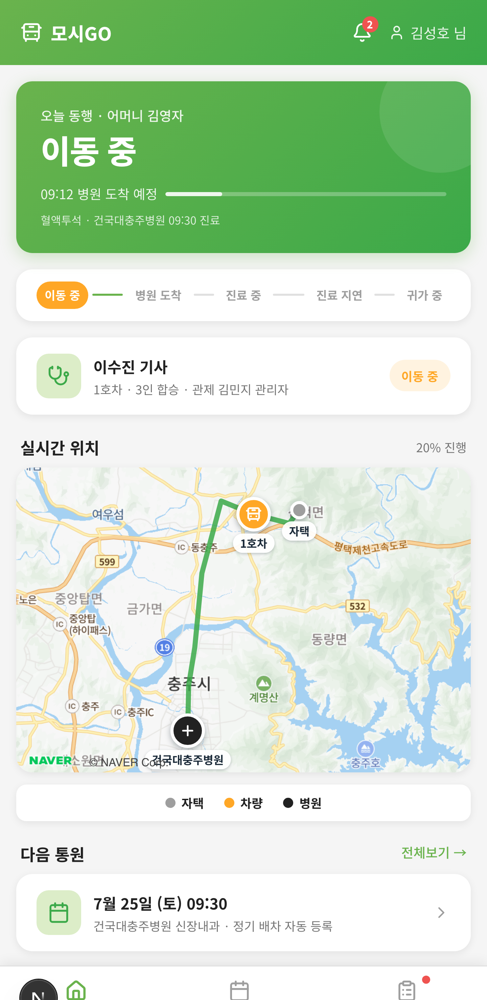 모시GO
2
김성호 님
오늘 동행 · 어머니 김영자
이동 중
09:12 병원 도착 예정
혈액투석 · 건국대충주병원 09:30 진료
이동 중
병원 도착
진료 중
진료 지연
귀가 중
이수진 기사
1호차 · 3인 합승 · 관제 김민지 관리자
이동 중
실시간 위치
20% 진행
여우섬
자택
1호차
IC 동충주
평택제천고속도로
599
노은
중앙탑면
금가면
532
IC 중앙탑
(하이패스)
동량면
19
충주시
계명산
IC 충주
IC 충주IC
NAVER
© NAVER Corp.
건국대충주병원
충주호
자택
차량
병원
다음 통원
전체보기 →
7월 25일 (토) 09:30
건국대충주병원 신장내과 · 정기 배차 자동 등록
N